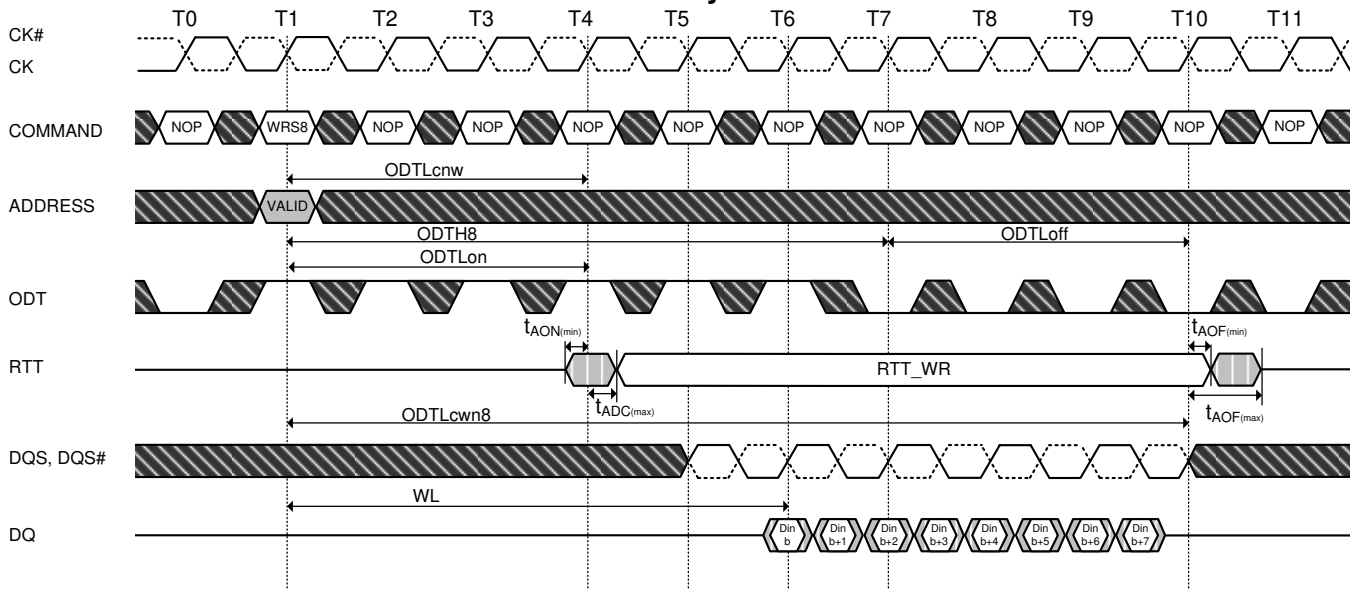 T0 T1 T2 T3 T4 T5 T6 T7 T8 T9 T10 T11
CK#
CK
COMMAND NOP WRS8 NOP NOP NOP NOP NOP NOP NOP NOP NOP NOP
ODTLcnw
ADDRESS VALID
ODTH8 ODTLoff
ODTLon
ODT
tAON(min) tAOF(min)
RTT RTT_WR
tADC(max) tAOF(max)
ODTLcwn8
DQS, DQS#
WL
DQ Din b Din b+1 Din b+2 Din b+3 Din b+4 Din b+5 Din b+6 Din b+7